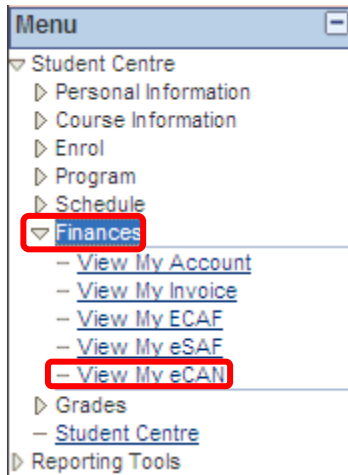 Menu
Student Centre
Personal Information
Course Information
Enrol
Program
Schedule
Finances
– View My Account
– View My Invoice
– View My ECAF
– View My eSAF
– View My eCAN
Grades
– Student Centre
Reporting Tools